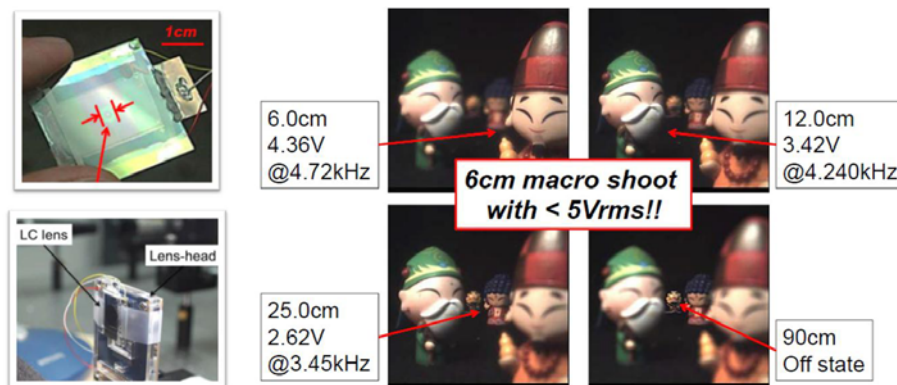 1cm
6.0cm
4.36V
@4.72kHz
12.0cm
3.42V
@4.240kHz
6cm macro shoot
with < 5Vrms!!
LC lens
Lens-head
25.0cm
2.62V
@3.45kHz
90cm
Off state